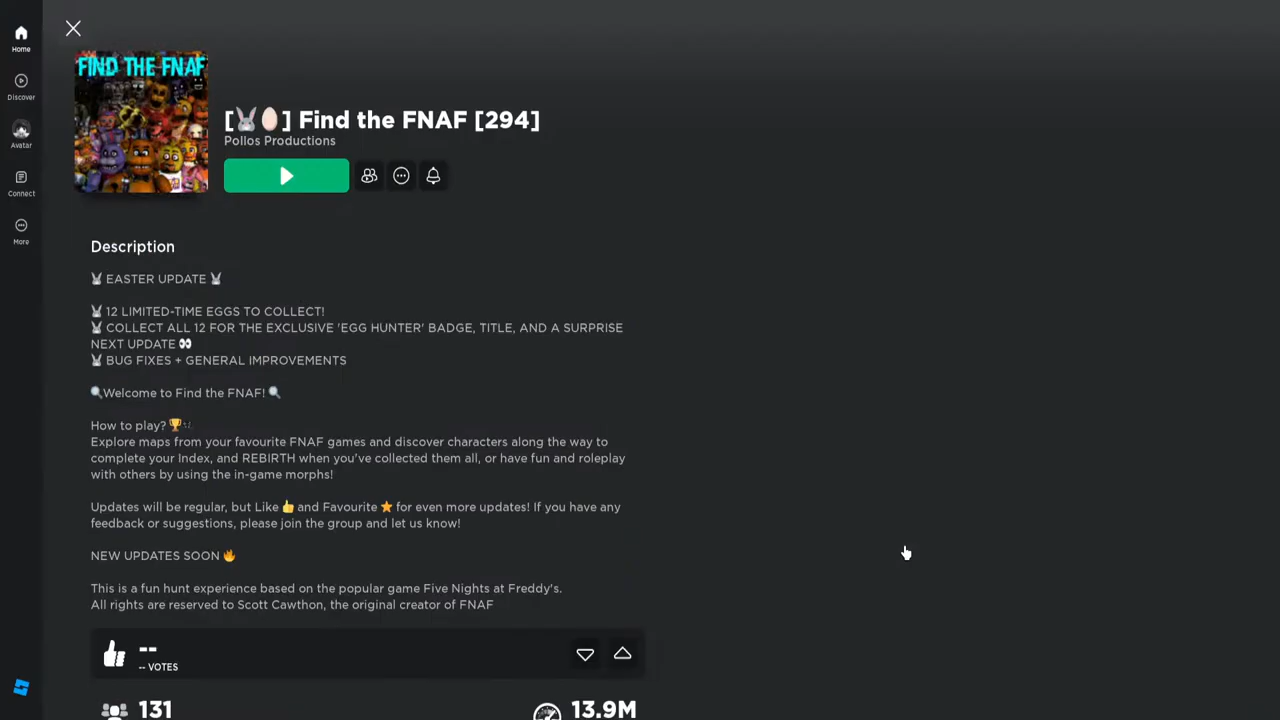 FIND THE FNAF
Home
Discover
Avatar
Connect
More
[🐰🥚] Find the FNAF [294]
Pollos Productions
Description
🐰 EASTER UPDATE 🐰
🐰 12 LIMITED-TIME EGGS TO COLLECT!
🐰 COLLECT ALL 12 FOR THE EXCLUSIVE 'EGG HUNTER' BADGE, TITLE, AND A SURPRISE
NEXT UPDATE 👀
🐰 BUG FIXES + GENERAL IMPROVEMENTS
🔍Welcome to Find the FNAF! 🔍
How to play? 🏆
Explore maps from your favourite FNAF games and discover characters along the way to
complete your Index, and REBIRTH when you've collected them all, or have fun and roleplay
with others by using the in-game morphs!
Updates will be regular, but Like 👍 and Favourite ⭐ for even more updates! If you have any
feedback or suggestions, please join the group and let us know!
NEW UPDATES SOON 🔥
This is a fun hunt experience based on the popular game Five Nights at Freddy's.
All rights are reserved to Scott Cawthon, the original creator of FNAF
--
-- VOTES
131
13.9M